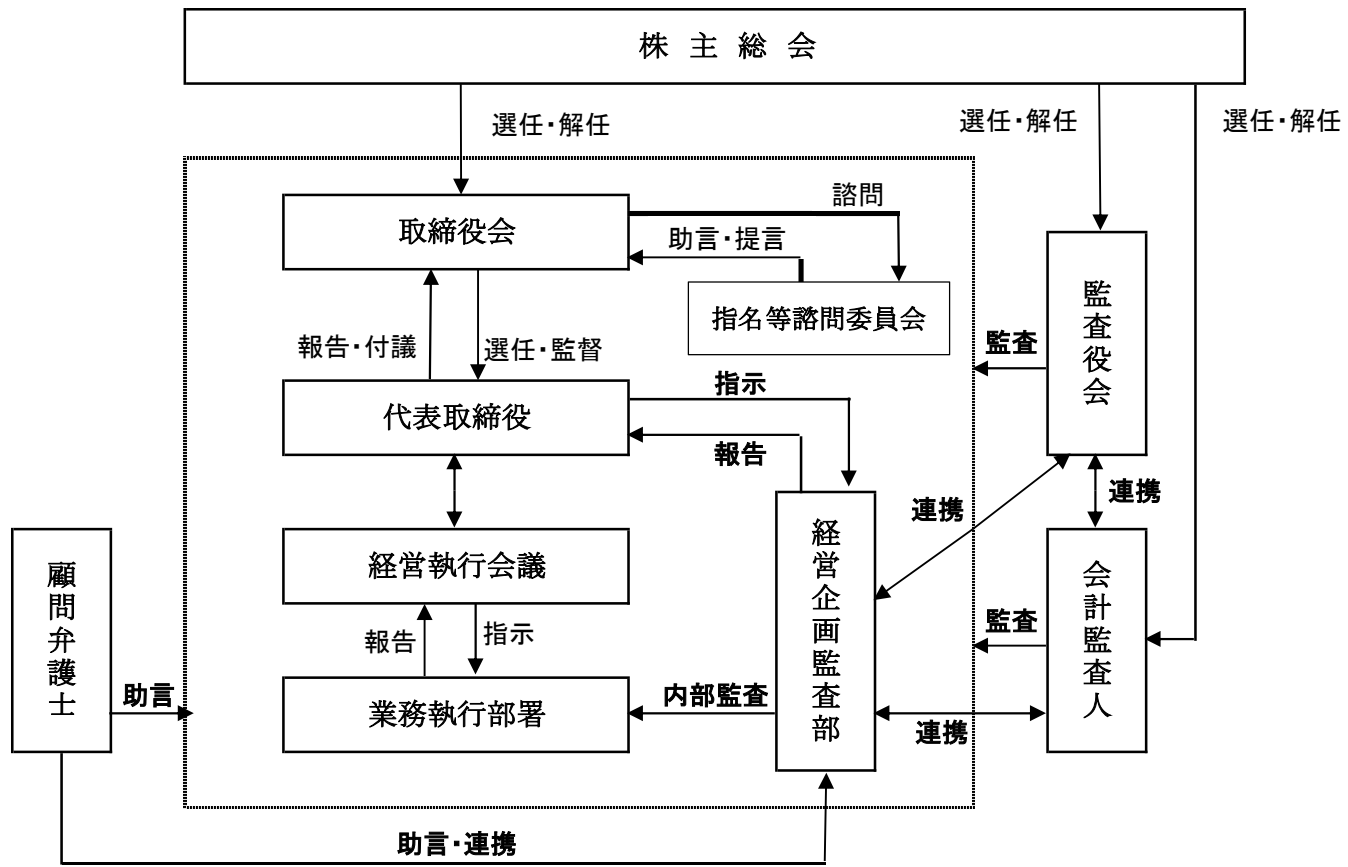 株主総会
選任・解任
選任・解任
選任・解任
取締役会
諮問
助言・提言
指名等諮問委員会
監査役会
報告・付議
選任・監督
監査
代表取締役
指示
報告
連携
連携
経営執行会議
経営企画監査部
会計監査人
顧問弁護士
報告
指示
監査
助言
業務執行部署
内部監査
連携
助言・連携